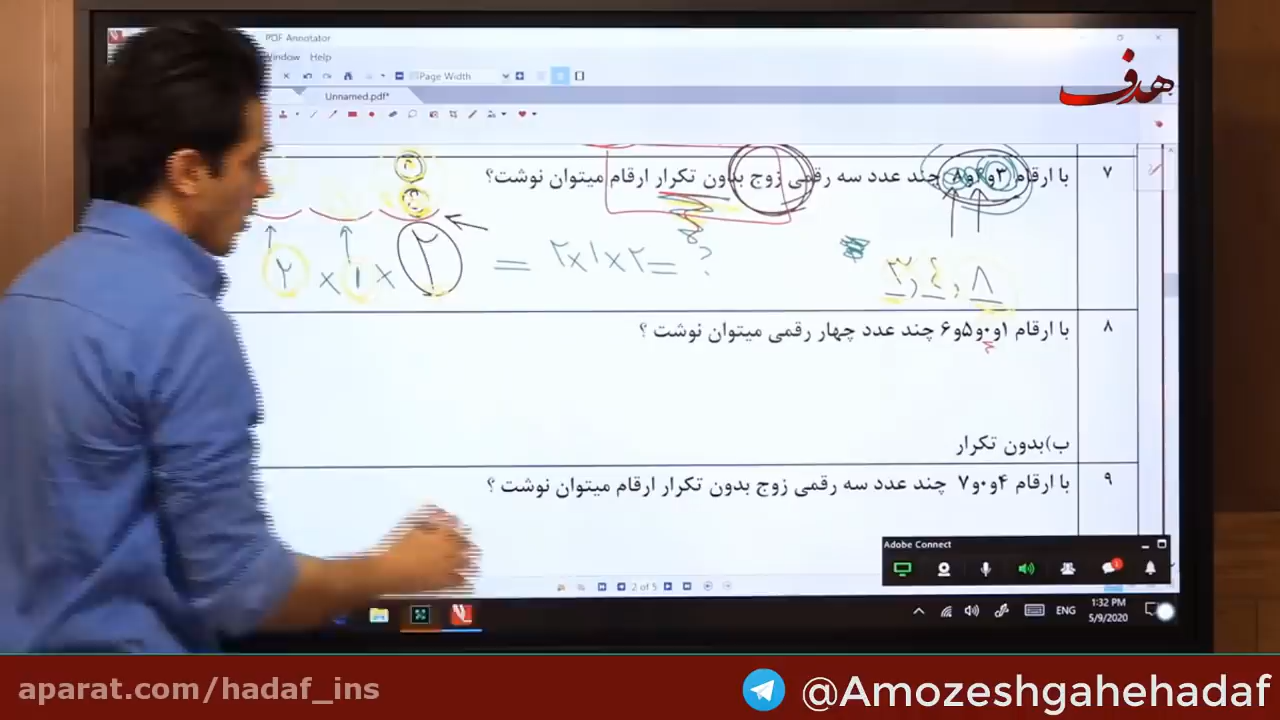 PDF Annotator
Window Help
Page Width
Unnamed.pdf*
هدف
۷
با ارقام ۳و۶و۸ چند عدد سه رقمی زوج بدون تکرار ارقام میتوان نوشت؟
۲ × ۱ × ۲ = ۲×۱×۲=?
۳,٤,۸
۸
با ارقام ۱و۰و۵و۶ چند عدد چهار رقمی میتوان نوشت ؟
ب)بدون تکرار
۹
با ارقام ۴و۰و۷ چند عدد سه رقمی زوج بدون تکرار ارقام میتوان نوشت ؟
Adobe Connect
2 of 5
ENG
1:32 PM
5/9/2020
aparat.com/hadaf_ins
@Amozeshgahehadaf